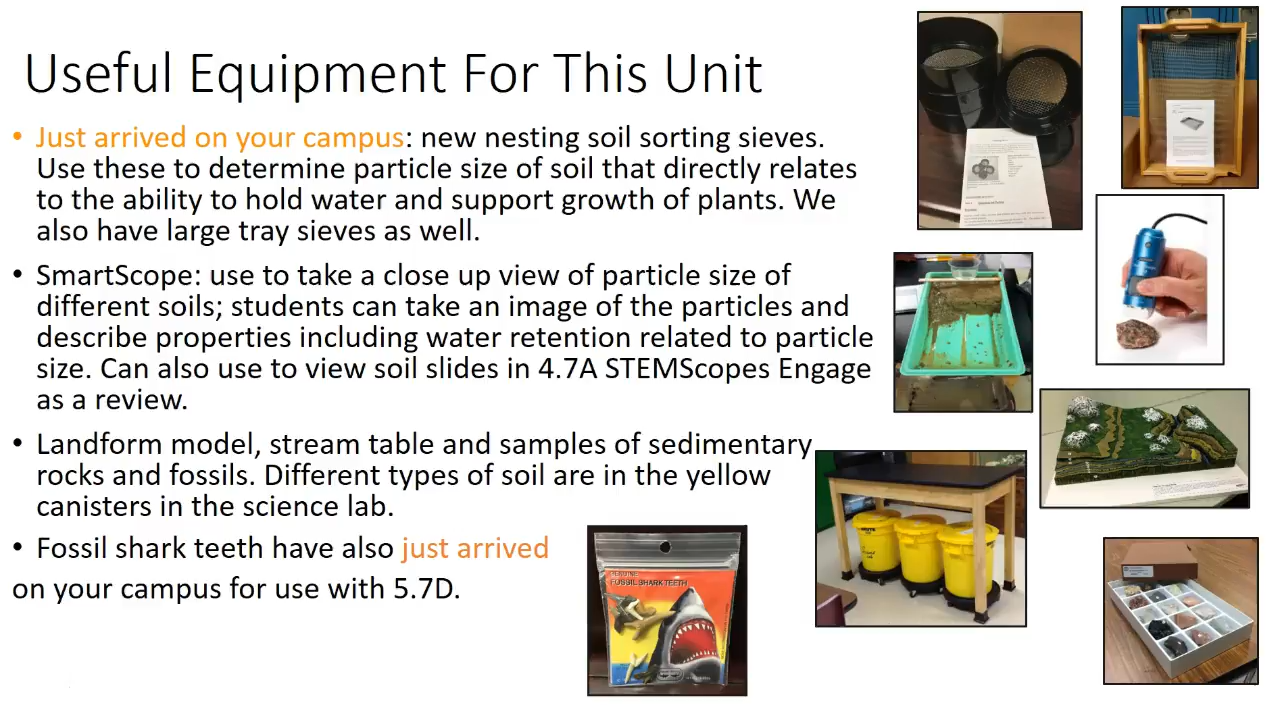 Useful Equipment For This Unit
• Just arrived on your campus: new nesting soil sorting sieves.
Use these to determine particle size of soil that directly relates
to the ability to hold water and support growth of plants. We
also have large tray sieves as well.
• SmartScope: use to take a close up view of particle size of
different soils; students can take an image of the particles and
describe properties including water retention related to particle
size. Can also use to view soil slides in 4.7A STEMScopes Engage
as a review.
• Landform model, stream table and samples of sedimentary
rocks and fossils. Different types of soil are in the yellow
canisters in the science lab.
• Fossil shark teeth have also just arrived
on your campus for use with 5.7D.
GENUINE
FOSSIL SHARK TEETH